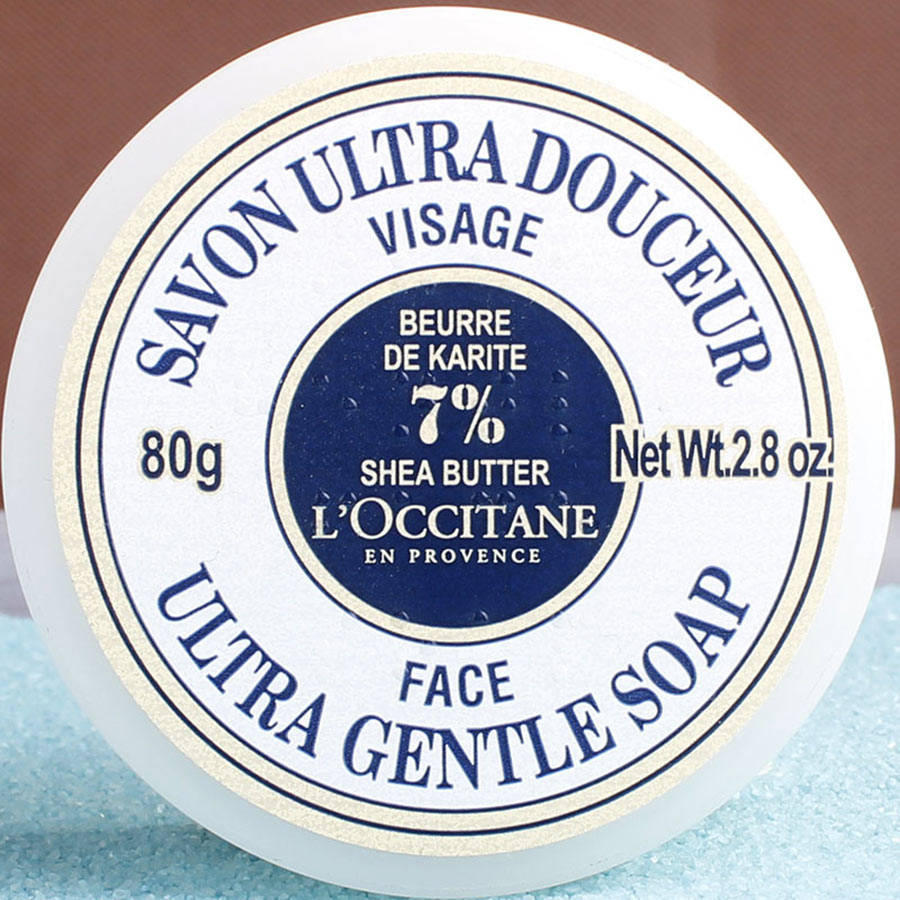 SAVON ULTRA DOUCEUR
VISAGE
BEURRE
DE KARITE
7%
SHEA BUTTER
L'OCCITANE
EN PROVENCE
80g
Net Wt.2.8 oz.
FACE
ULTRA GENTLE SOAP